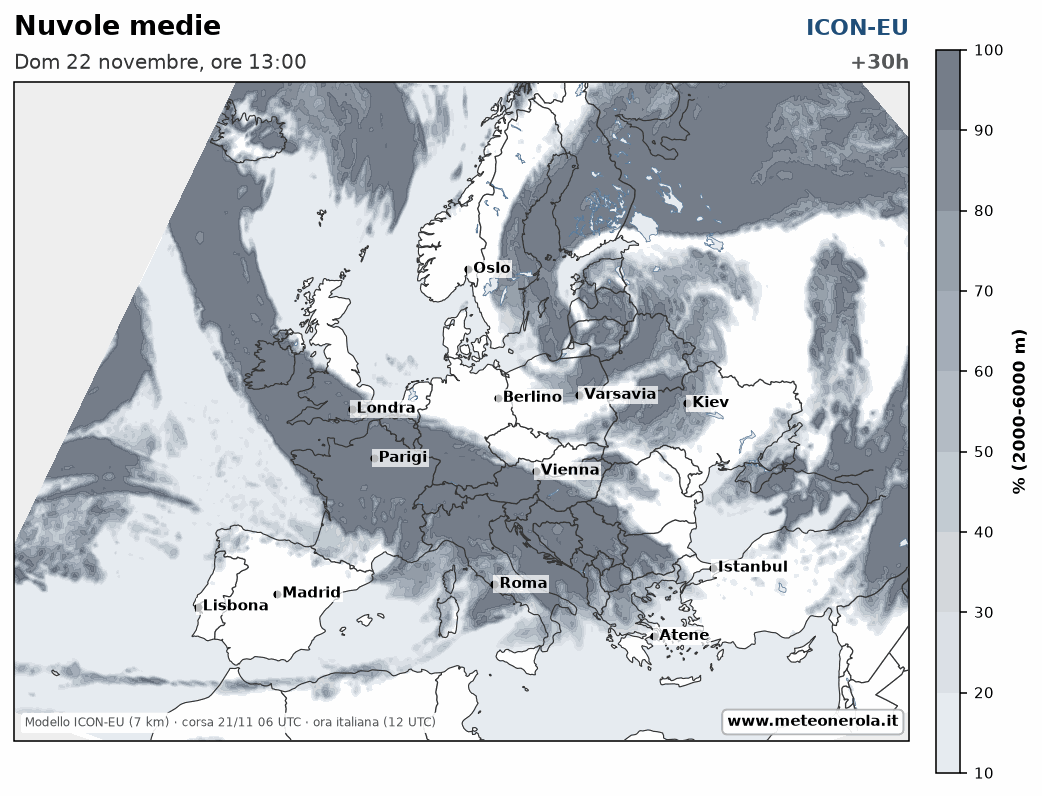 Nuvole medie
ICON-EU
Dom 22 novembre, ore 13:00
+30h
100
90
80
70
60
50
40
30
20
10
% (2000-6000 m)
Oslo
Londra
Berlino
Varsavia
Kiev
Parigi
Vienna
Madrid
Lisbona
Roma
Istanbul
Atene
Modello ICON-EU (7 km) · corsa 21/11 06 UTC · ora italiana (12 UTC)
www.meteonerola.it